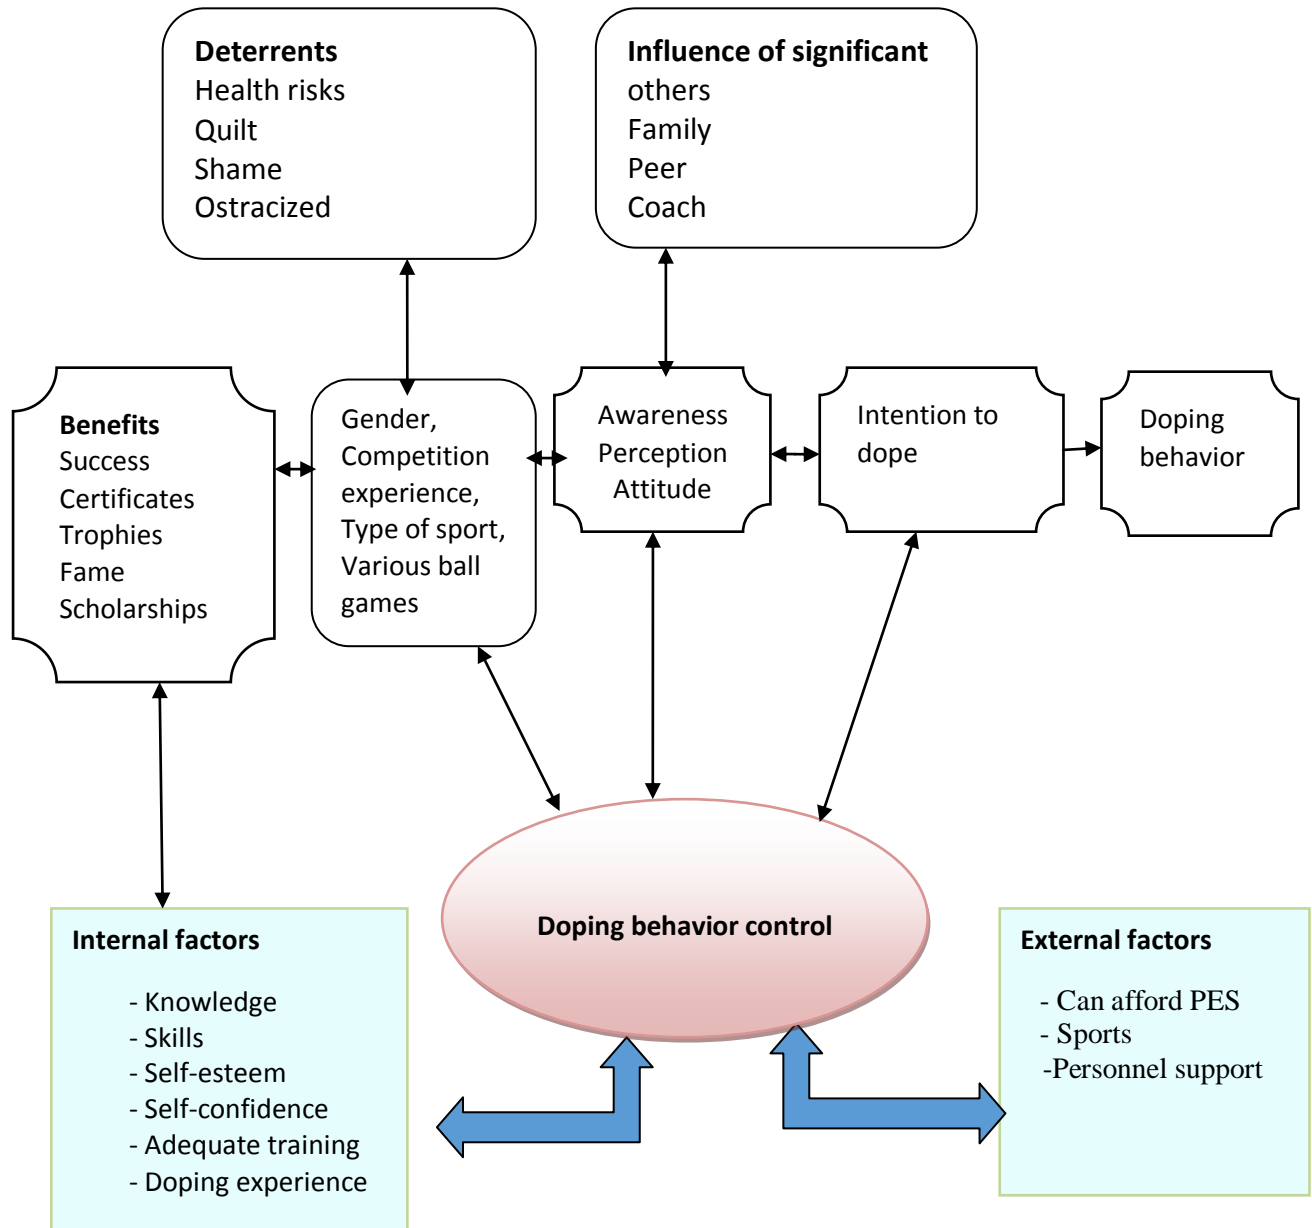 Deterrents
Health risks
Quilt
Shame
Ostracized
Influence of significant
others
Family
Peer
Coach
Benefits
Success
Certificates
Trophies
Fame
Scholarships
Gender,
Competition
experience,
Type of sport,
Various ball
games
Awareness
Perception
Attitude
Intention to
dope
Doping
behavior
Doping behavior control
Internal factors
- Knowledge
- Skills
- Self-esteem
- Self-confidence
- Adequate training
- Doping experience
External factors
- Can afford PES
- Sports
-Personnel support